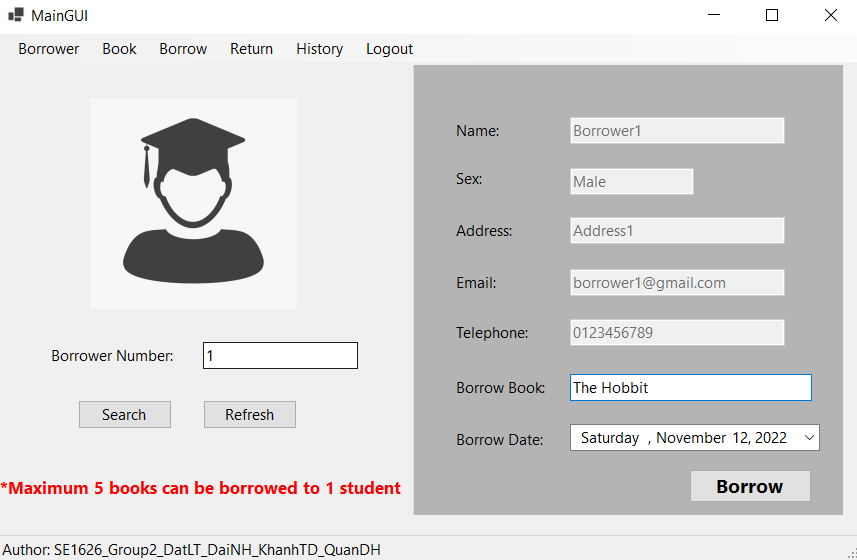 MainGUI
Borrower Book Borrow Return History Logout
Borrower Number: 1
Search Refresh
*Maximum 5 books can be borrowed to 1 student
Name: Borrower1
Sex: Male
Address: Address1
Email: borrower1@gmail.com
Telephone: 0123456789
Borrow Book: The Hobbit
Borrow Date: Saturday , November 12, 2022
Borrow
Author: SE1626_Group2_DatLT_DaiNH_KhanhTD_QuanDH